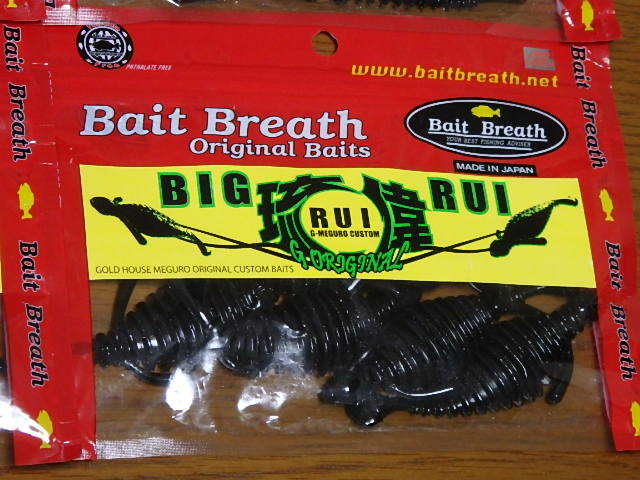 PHTHALATE FREE
www.baitbreath.net
Bait Breath
Original Baits
Bait Breath
YOUR BEST FISHING ADVISER
MADE IN JAPAN
BIG 琉偉 RUI
RUI
G-MEGURO CUSTOM
G.ORIGINAL
GOLD HOUSE MEGURO ORIGINAL CUSTOM BAITS
Bait Breath
Bait Breath
Bait Breath
Bait Breath